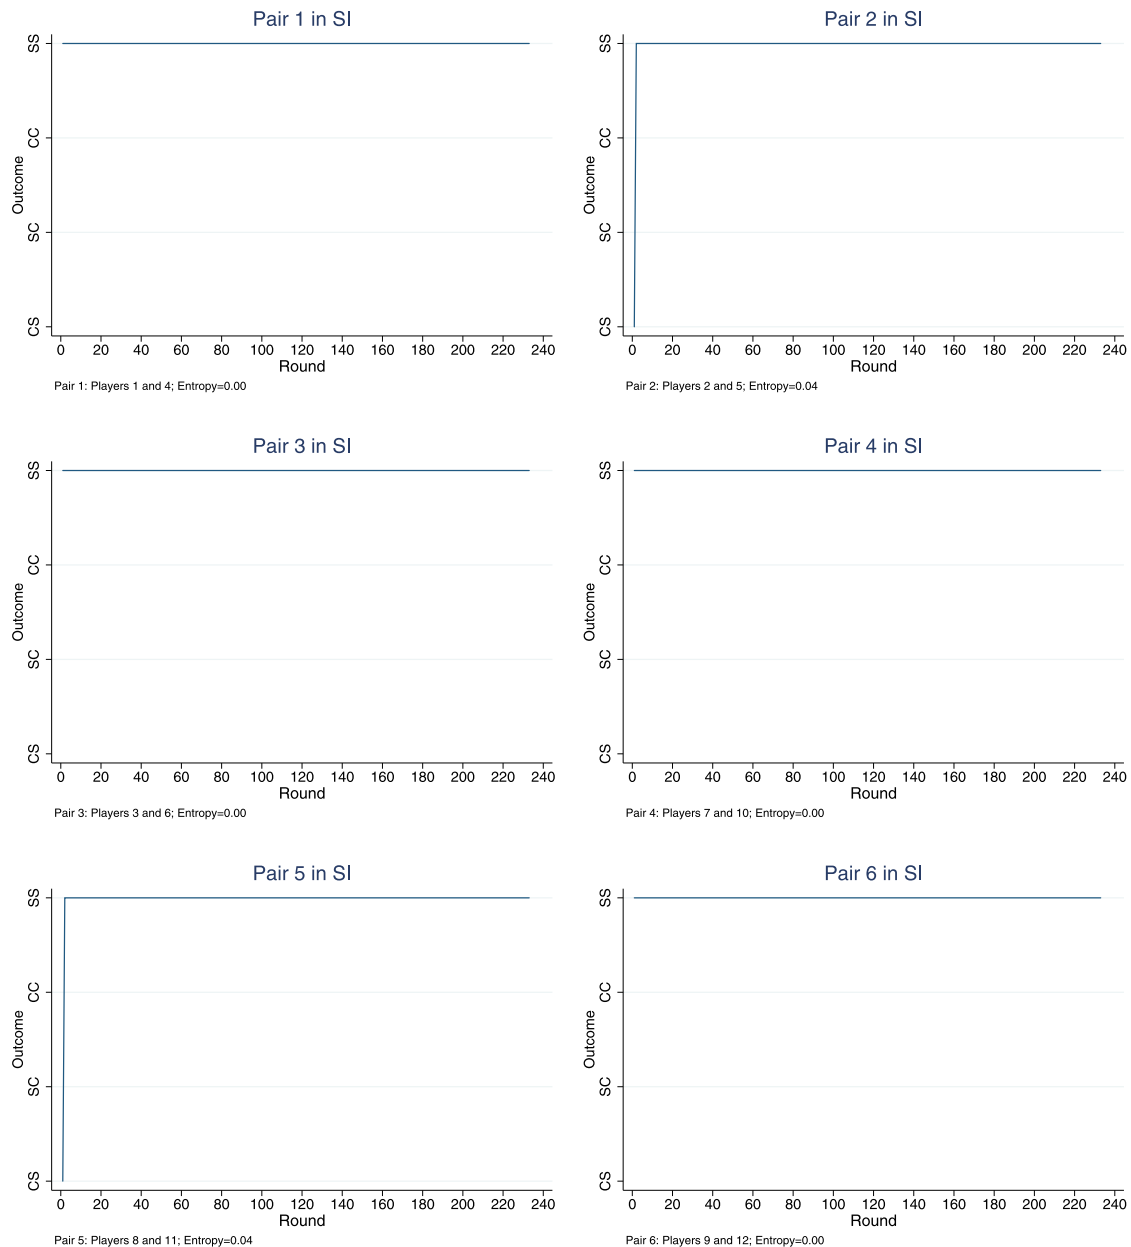 Pair 1 in SI
SS
CC
SC
CS
Outcome
0 20 40 60 80 100 120 140 160 180 200 220 240
Round
Pair 1: Players 1 and 4; Entropy=0.00
Pair 2 in SI
SS
CC
SC
CS
Outcome
0 20 40 60 80 100 120 140 160 180 200 220 240
Round
Pair 2: Players 2 and 5; Entropy=0.04
Pair 3 in SI
SS
CC
SC
CS
Outcome
0 20 40 60 80 100 120 140 160 180 200 220 240
Round
Pair 3: Players 3 and 6; Entropy=0.00
Pair 4 in SI
SS
CC
SC
CS
Outcome
0 20 40 60 80 100 120 140 160 180 200 220 240
Round
Pair 4: Players 7 and 10; Entropy=0.00
Pair 5 in SI
SS
CC
SC
CS
Outcome
0 20 40 60 80 100 120 140 160 180 200 220 240
Round
Pair 5: Players 8 and 11; Entropy=0.04
Pair 6 in SI
SS
CC
SC
CS
Outcome
0 20 40 60 80 100 120 140 160 180 200 220 240
Round
Pair 6: Players 9 and 12; Entropy=0.00